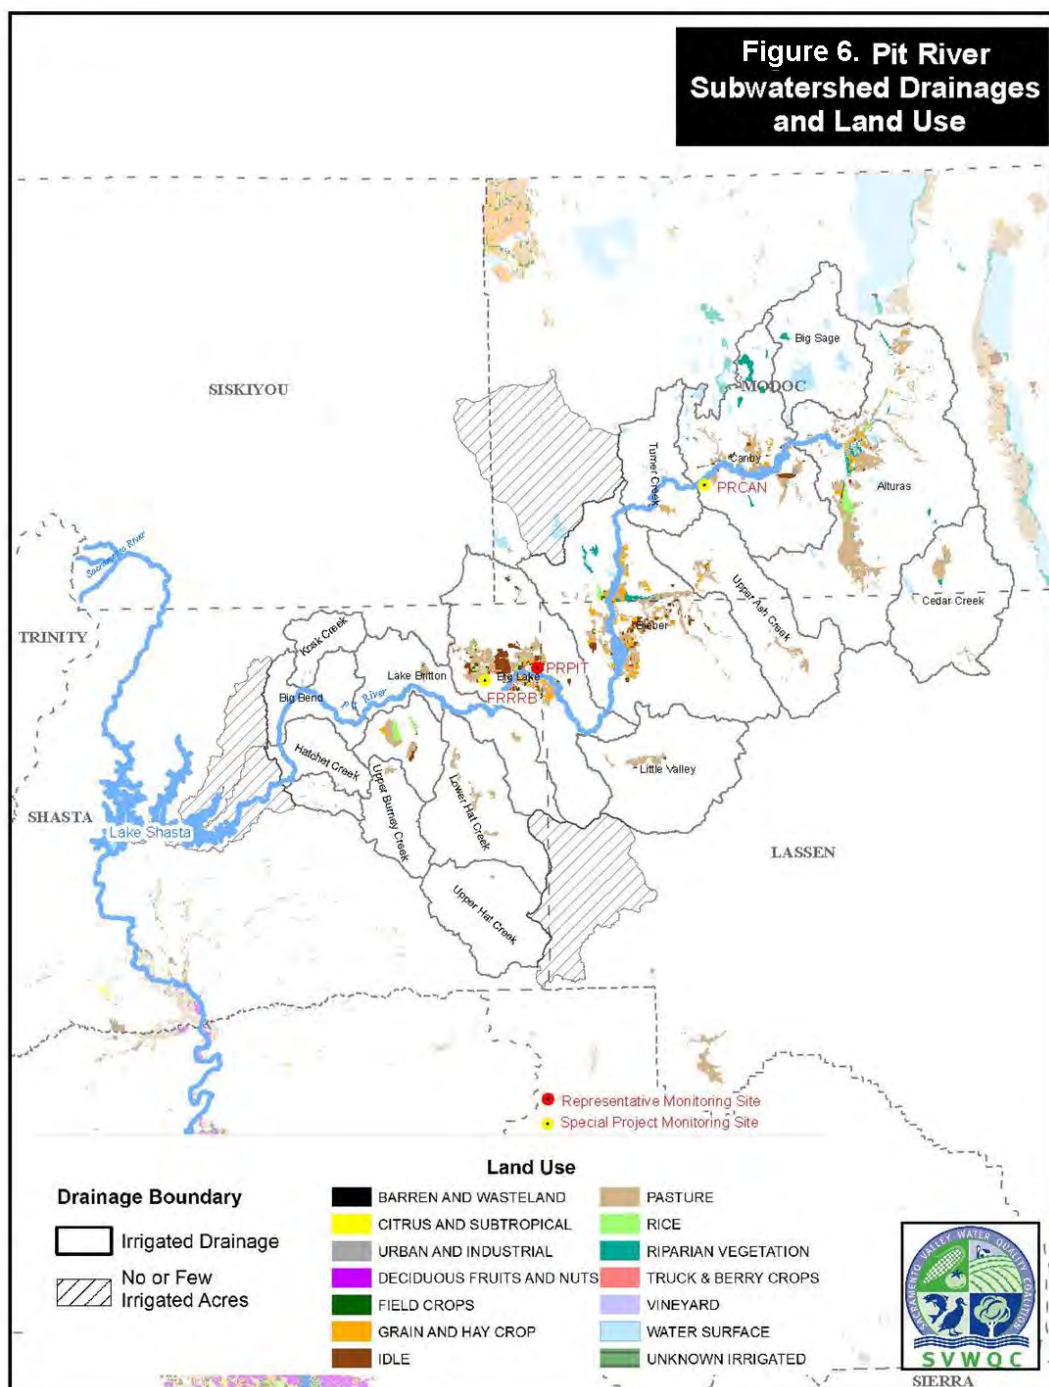 Figure 6. Pit River
Subwatershed Drainages
and Land Use
SISKIYOU
MODOC
Big Sage
Turner Creek
Canby
PRCAN
Alturas
Sacramento River
TRINITY
Upper Ash Creek
Cedar Creek
Kosk Creek
Bieber
Lake Britton
PRPIT
Big Lake
FRRRB
Big Bend
Pit River
Hatchet Creek
Upper Burney Creek
Lower Hat Creek
Little Valley
SHASTA
Lake Shasta
LASSEN
Upper Hat Creek
Representative Monitoring Site
Special Project Monitoring Site
Land Use
Drainage Boundary
Irrigated Drainage
No or Few
Irrigated Acres
BARREN AND WASTELAND
CITRUS AND SUBTROPICAL
URBAN AND INDUSTRIAL
DECIDUOUS FRUITS AND NUTS
FIELD CROPS
GRAIN AND HAY CROP
IDLE
PASTURE
RICE
RIPARIAN VEGETATION
TRUCK & BERRY CROPS
VINEYARD
WATER SURFACE
UNKNOWN IRRIGATED
SACRAMENTO VALLEY WATER QUALITY COALITION
SVWQC
SIERRA